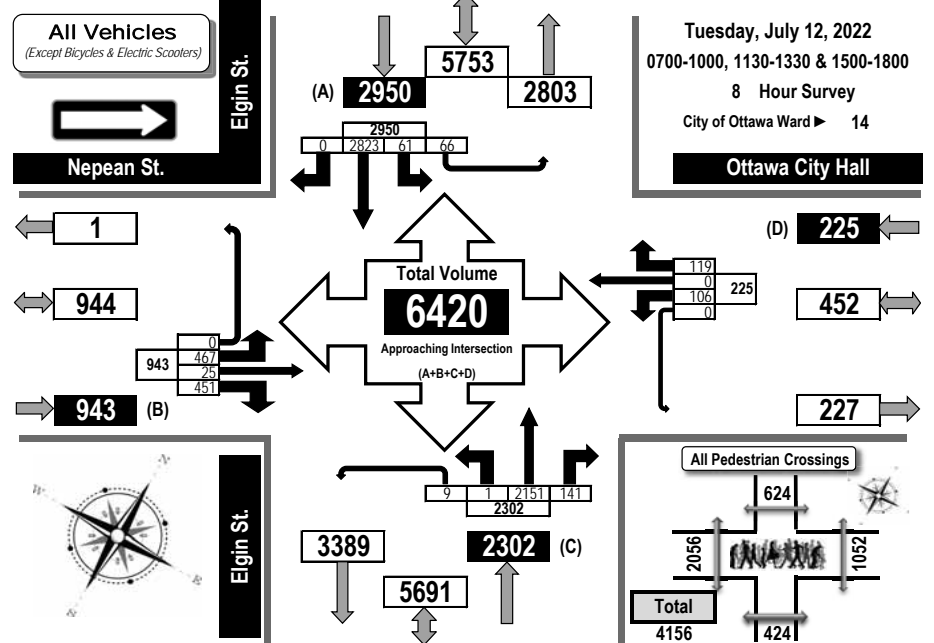 All Vehicles
(Except Bicycles & Electric Scooters)
Elgin St.
Nepean St.
5753
(A) 2950
2803
2950
0 2823 61 66
Tuesday, July 12, 2022
0700-1000, 1130-1330 & 1500-1800
8 Hour Survey
City of Ottawa Ward ► 14
Ottawa City Hall
1
944
0
467
25
451
943
943 (B)
Total Volume
6420
Approaching Intersection
(A+B+C+D)
119
0
106
0
225
(D) 225
452
227
9 1 2151 141
2302
3389
2302 (C)
5691
Elgin St.
N
W
E
S
All Pedestrian Crossings
624
2056
1052
424
Total
4156